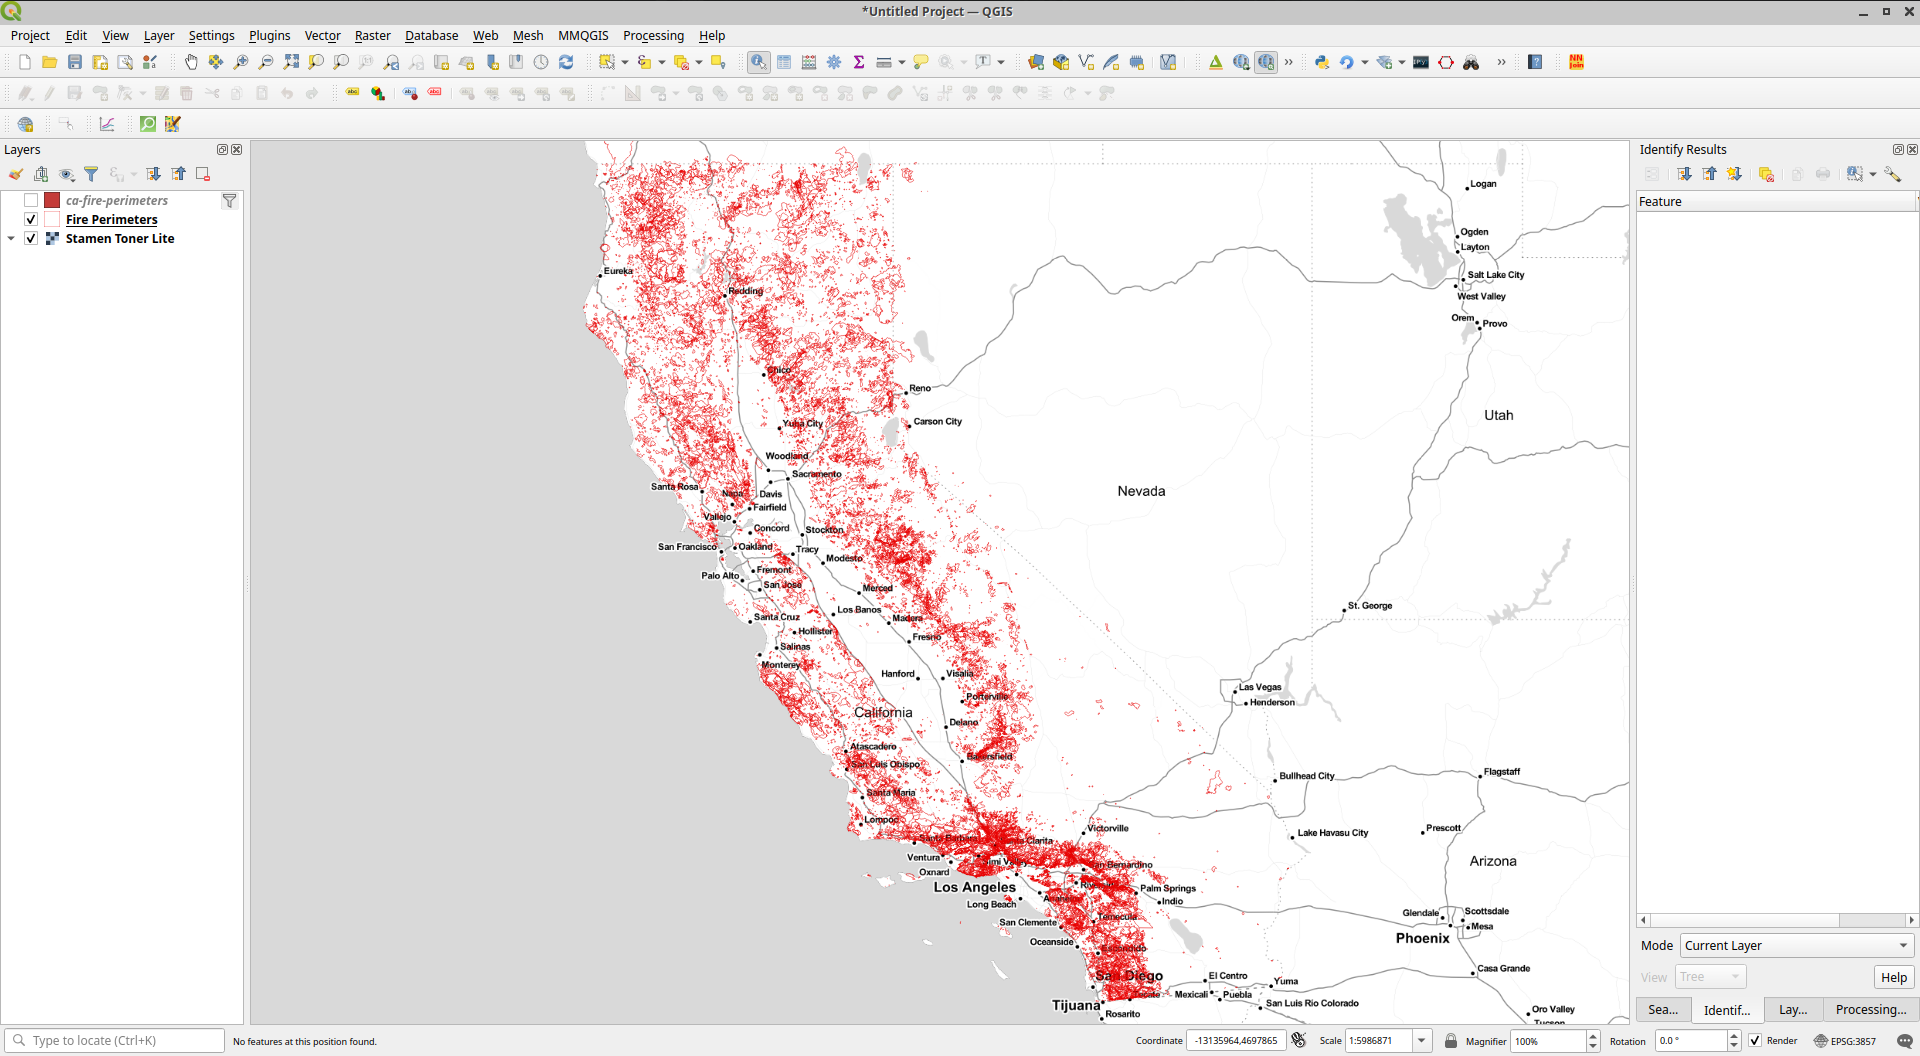 *Untitled Project — QGIS
Project Edit View Layer Settings Plugins Vector Raster Database Web Mesh MMQGIS Processing Help
Layers
ca-fire-perimeters
Fire Perimeters
Stamen Toner Lite
Eureka
Redding
Chico
Yuba City
Woodland
Sacramento
Santa Rosa
Napa
Davis
Fairfield
Vallejo
Concord
Stockton
San Francisco
Oakland
Tracy
Modesto
Palo Alto
Fremont
San Jose
Merced
Los Banos
Santa Cruz
Madera
Hollister
Fresno
Salinas
Monterey
Hanford
Visalia
Porterville
California
Delano
Atascadero
Bakersfield
San Luis Obispo
Santa Maria
Lompoc
Santa Barbara
Santa Clarita
Victorville
Ventura
Simi Valley
San Bernardino
Oxnard
Los Angeles
Riverside
Palm Springs
Long Beach
Anaheim
Indio
San Clemente
Temecula
Oceanside
Escondido
San Diego
El Centro
Tijuana
Tecate
Mexicali
Puebla
Yuma
San Luis Río Colorado
Rosarito
Reno
Carson City
Nevada
Logan
Ogden
Layton
Salt Lake City
West Valley
Orem
Provo
Utah
St. George
Las Vegas
Henderson
Bullhead City
Flagstaff
Lake Havasu City
Prescott
Arizona
Glendale
Scottsdale
Mesa
Phoenix
Casa Grande
Oro Valley
Tucson
Identify Results
Feature
Mode Current Layer
View Tree Help
Sea... Identif... Lay... Processing...
Type to locate (Ctrl+K) No features at this position found. Coordinate -13135964,4697865 Scale 1:5986871 Magnifier 100% Rotation 0.0 ° Render EPSG:3857